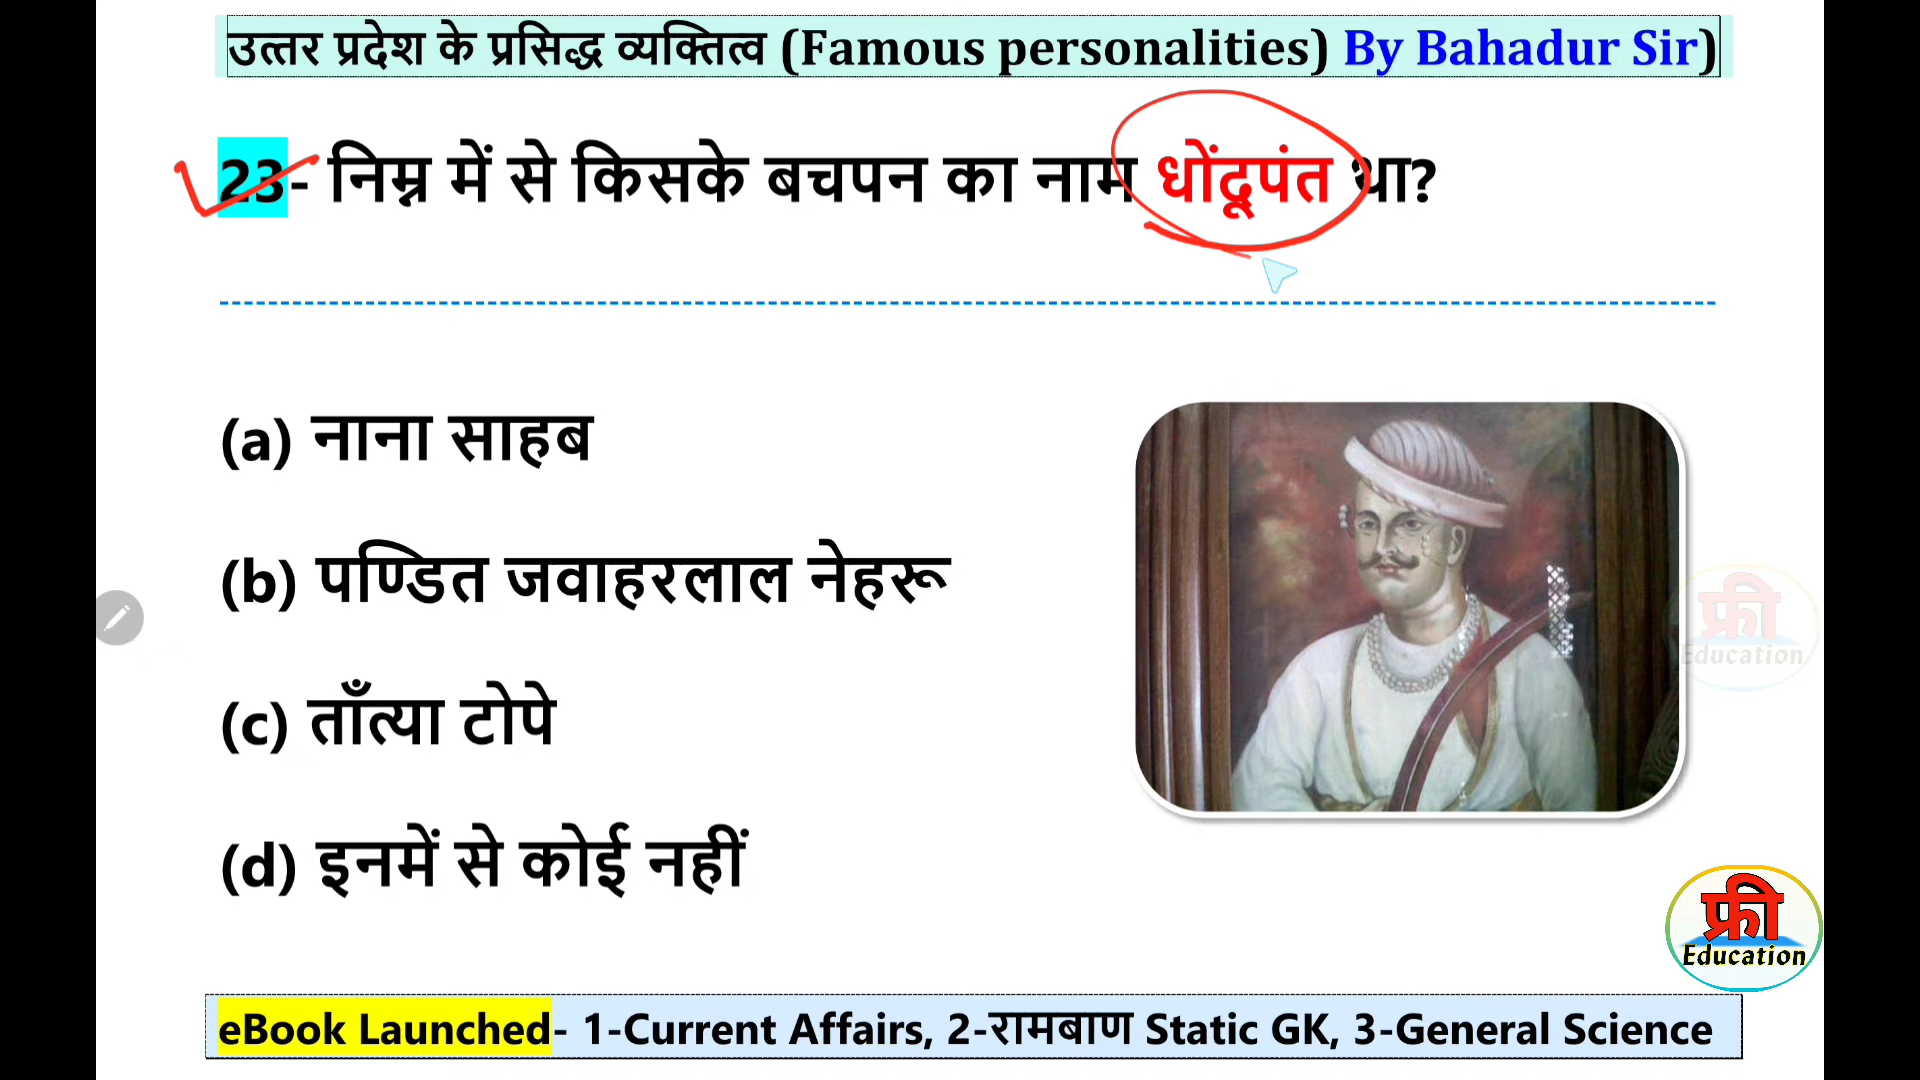 उत्तर प्रदेश के प्रसिद्ध व्यक्तित्व (Famous personalities) By Bahadur Sir)
23- निम्न में से किसके बचपन का नाम धोंदूपंत था?
(a) नाना साहब
(b) पण्डित जवाहरलाल नेहरू
(c) ताँत्या टोपे
(d) इनमें से कोई नहीं
फ्री
Education
फ्री
Education
eBook Launched- 1-Current Affairs, 2-रामबाण Static GK, 3-General Science